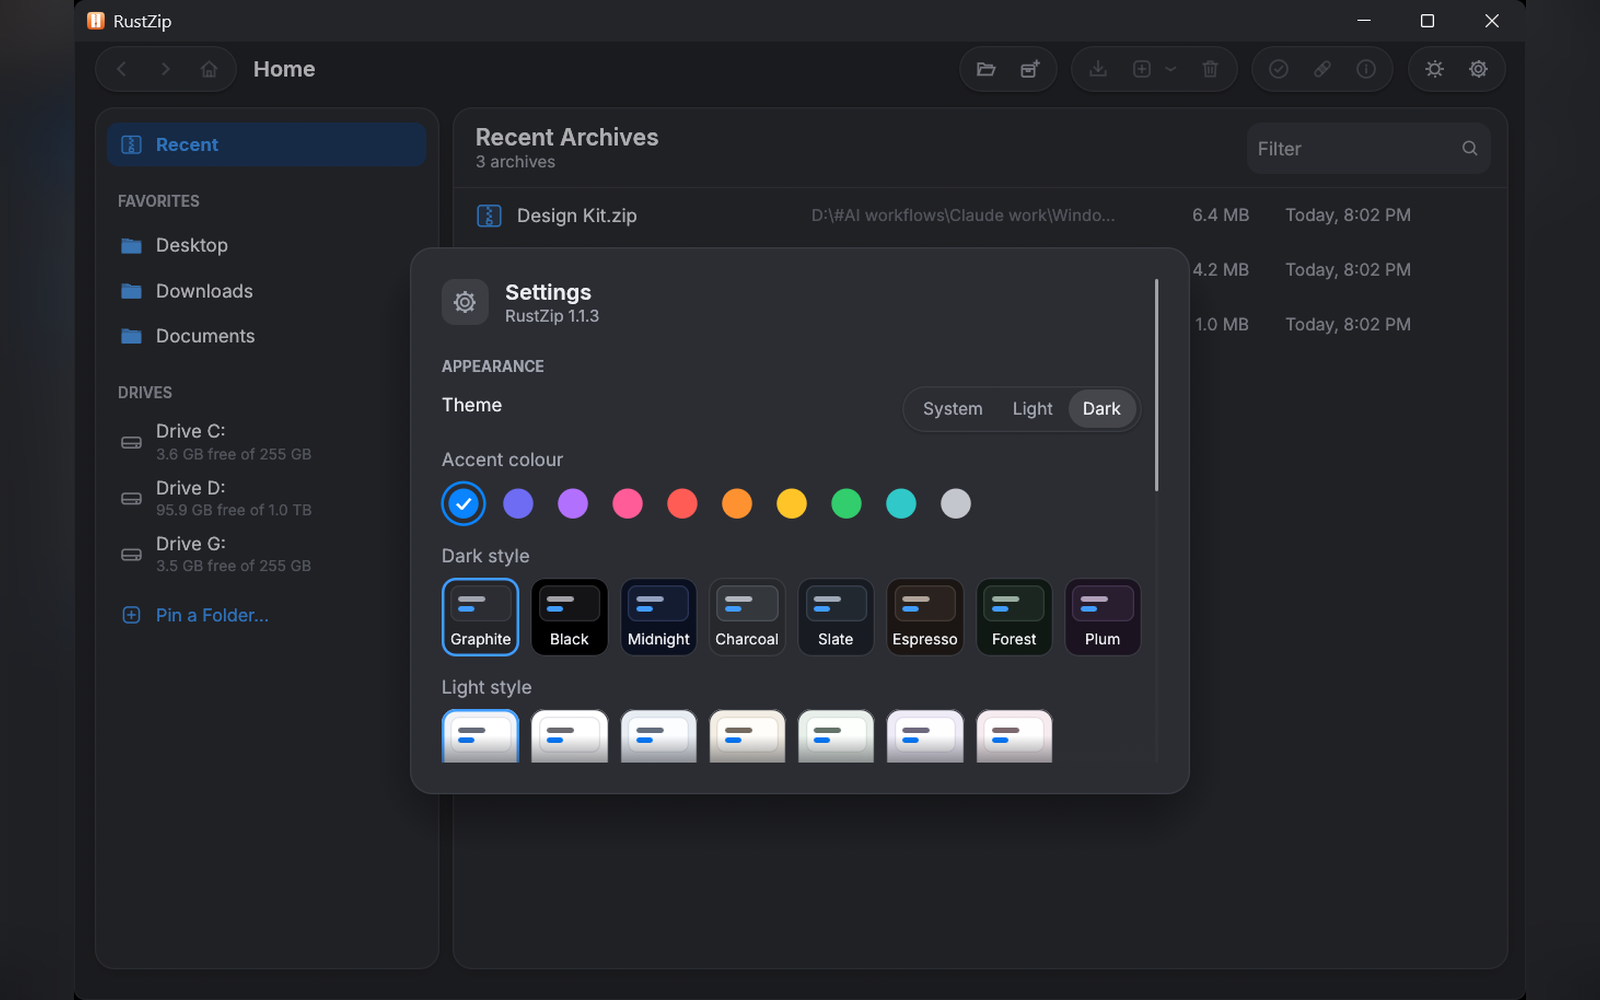 RustZip
Home
Recent
FAVORITES
Desktop
Downloads
Documents
DRIVES
Drive C:
3.6 GB free of 255 GB
Drive D:
95.9 GB free of 1.0 TB
Drive G:
3.5 GB free of 255 GB
Pin a Folder...
Recent Archives
3 archives
Filter
Design Kit.zip D:\#AI workflows\Claude work\Windo... 6.4 MB Today, 8:02 PM
4.2 MB Today, 8:02 PM
1.0 MB Today, 8:02 PM
Settings
RustZip 1.1.3
APPEARANCE
Theme System Light Dark
Accent colour
Dark style
Graphite Black Midnight Charcoal Slate Espresso Forest Plum
Light style